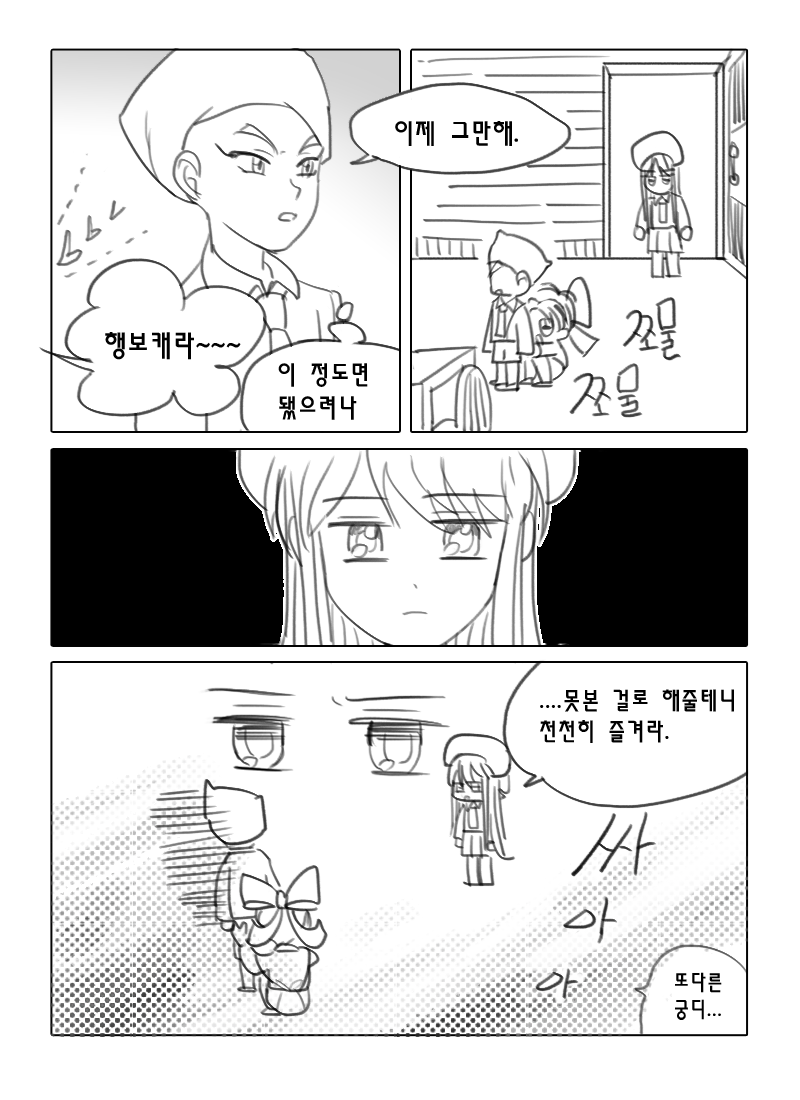 이제 그만해.
행보캐라~~~
이 정도면
됐으려나
쪼물
쪼물
....못본 걸로 해줄테니
천천히 즐겨라.
싸
아
아
또다른
궁디...